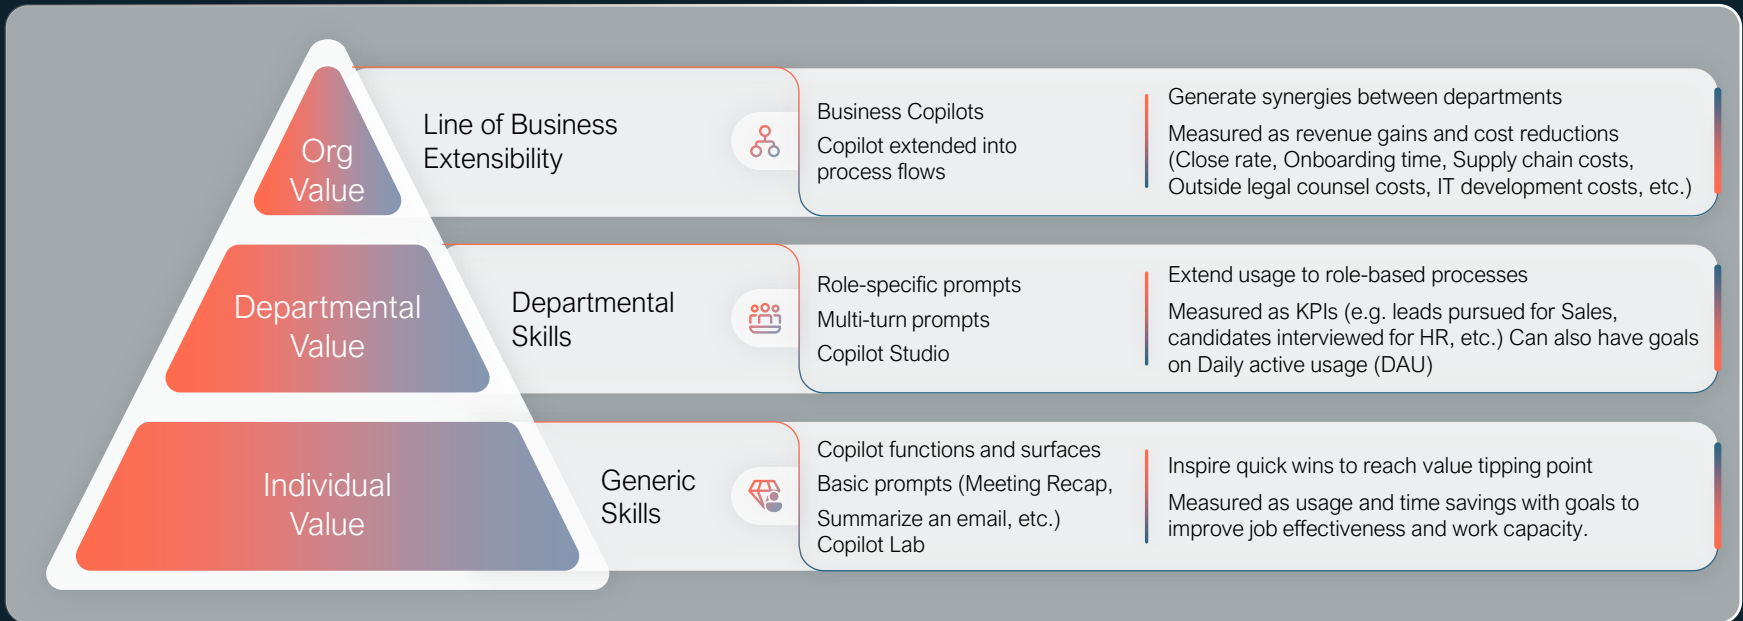 Org
Value
Line of Business
Extensibility
Business Copilots
Copilot extended into
process flows
Generate synergies between departments
Measured as revenue gains and cost reductions
(Close rate, Onboarding time, Supply chain costs,
Outside legal counsel costs, IT development costs, etc.)
Departmental
Value
Departmental
Skills
Role-specific prompts
Multi-turn prompts
Copilot Studio
Extend usage to role-based processes
Measured as KPIs (e.g. leads pursued for Sales,
candidates interviewed for HR, etc.) Can also have goals
on Daily active usage (DAU)
Individual
Value
Generic
Skills
Copilot functions and surfaces
Basic prompts (Meeting Recap,
Summarize an email, etc.)
Copilot Lab
Inspire quick wins to reach value tipping point
Measured as usage and time savings with goals to
improve job effectiveness and work capacity.